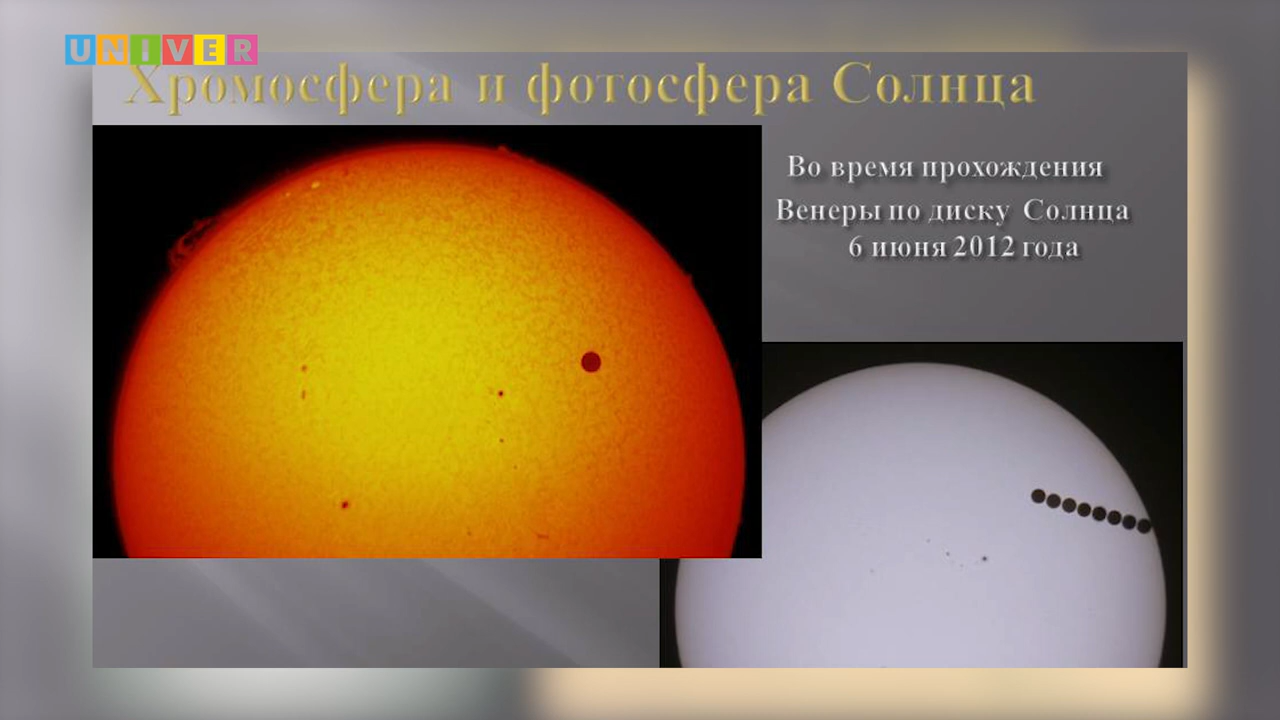 UNIVER
Хромосфера и фотосфера Солнца
Во время прохождения
Венеры по диску Солнца
6 июня 2012 года